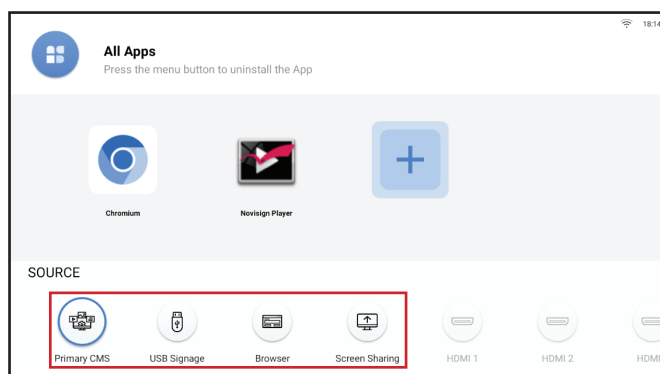 18:14
All Apps
Press the menu button to uninstall the App
Chromium
Novisign Player
SOURCE
Primary CMS
USB Signage
Browser
Screen Sharing
HDMI 1
HDMI 2
HDMI